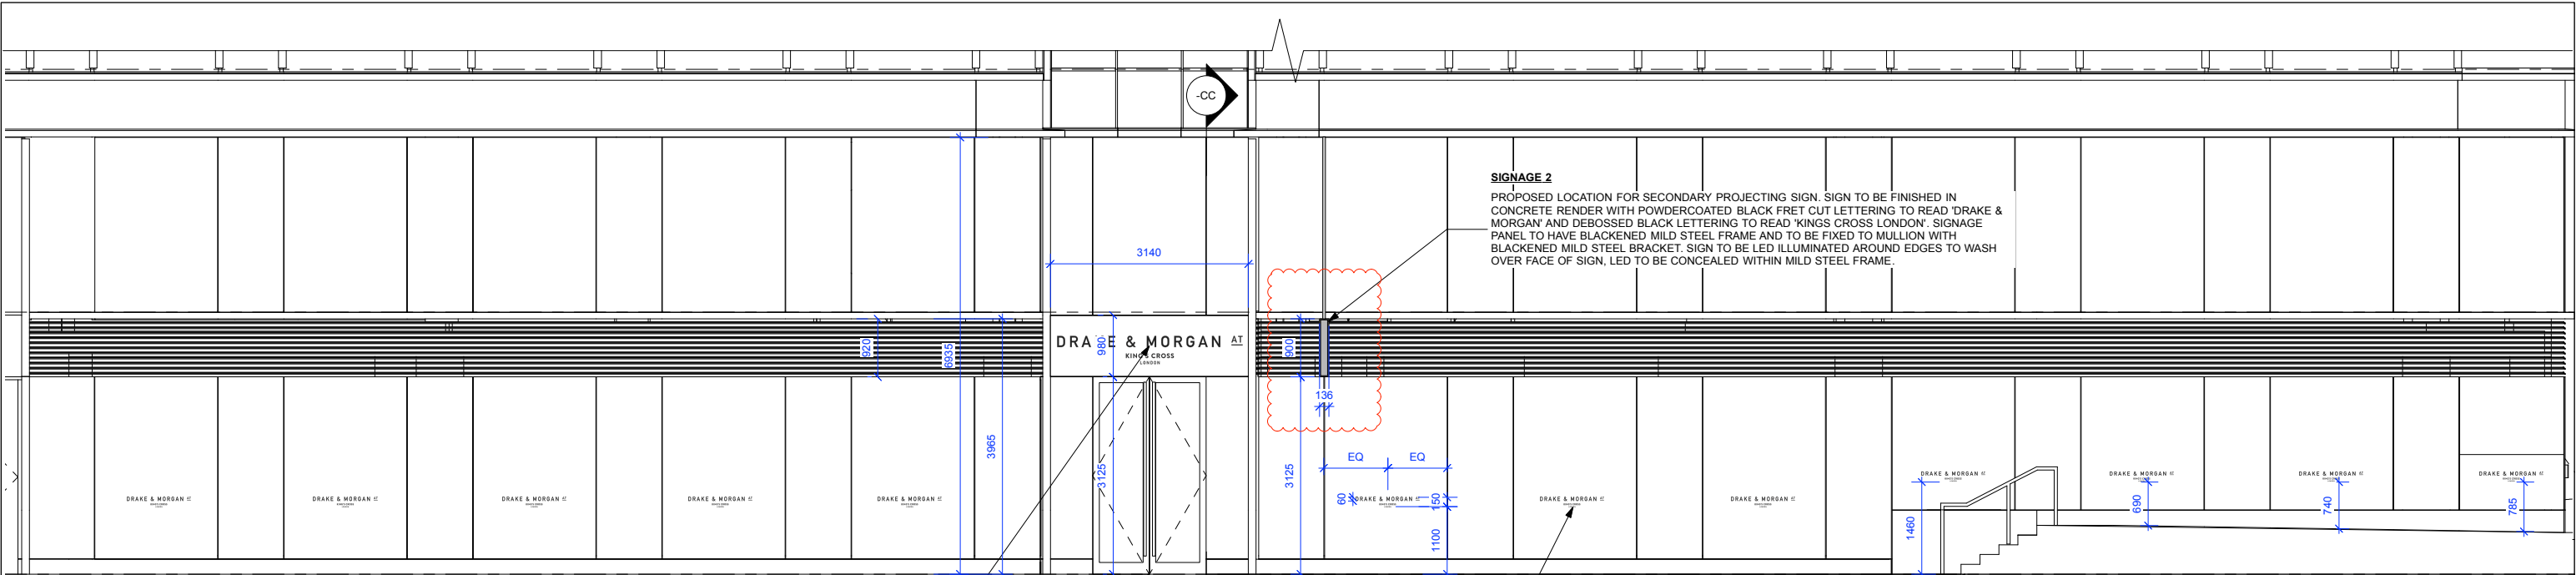 -CC
SIGNAGE 2
PROPOSED LOCATION FOR SECONDARY PROJECTING SIGN. SIGN TO BE FINISHED IN
CONCRETE RENDER WITH POWDERCOATED BLACK FRET CUT LETTERING TO READ 'DRAKE &
MORGAN' AND DEBOSSED BLACK LETTERING TO READ 'KINGS CROSS LONDON'. SIGNAGE
PANEL TO HAVE BLACKENED MILD STEEL FRAME AND TO BE FIXED TO MULLION WITH
BLACKENED MILD STEEL BRACKET. SIGN TO BE LED ILLUMINATED AROUND EDGES TO WASH
OVER FACE OF SIGN, LED TO BE CONCEALED WITHIN MILD STEEL FRAME.
3140
920
6935
980
DRAKE & MORGAN AT
KING'S CROSS
LONDON
900
136
3965
3125
3125
EQ
EQ
60
150
1100
DRAKE & MORGAN AT
DRAKE & MORGAN AT
DRAKE & MORGAN AT
DRAKE & MORGAN AT
DRAKE & MORGAN AT
DRAKE & MORGAN AT
DRAKE & MORGAN AT
DRAKE & MORGAN AT
DRAKE & MORGAN AT
DRAKE & MORGAN AT
DRAKE & MORGAN AT
DRAKE & MORGAN AT
1460
690
740
785